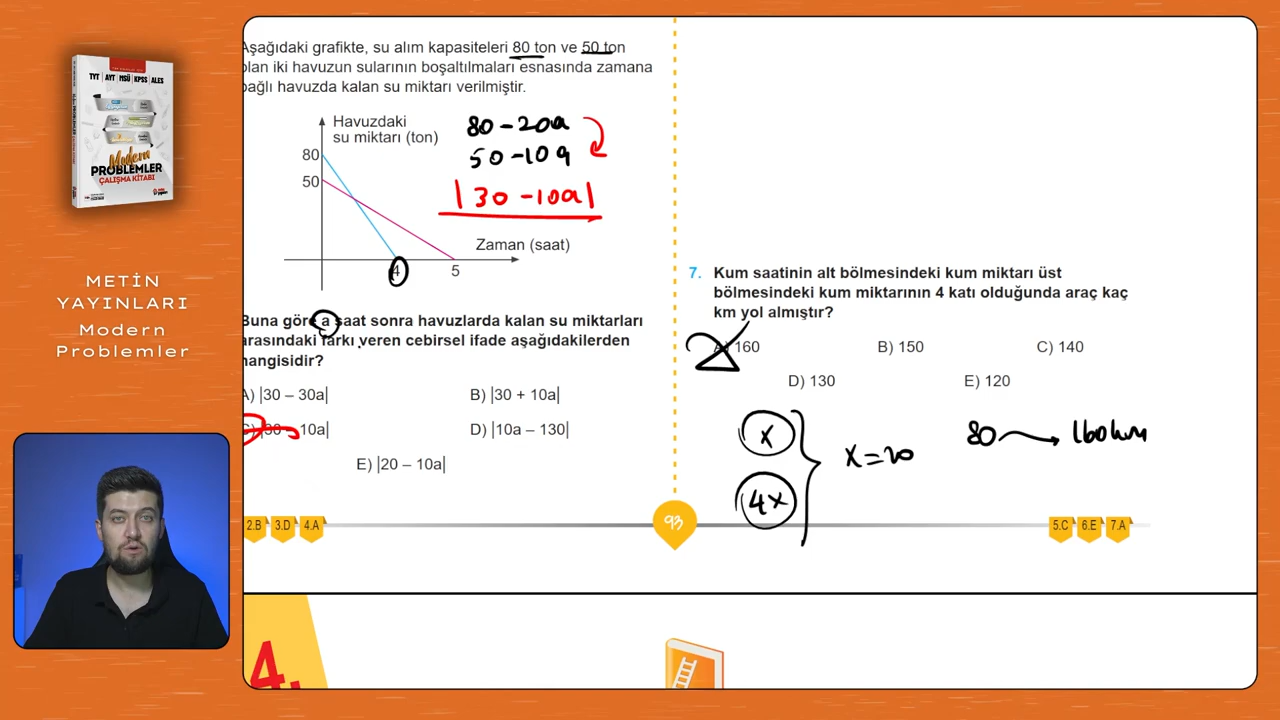 TYT | AYT | MSÜ | KPSS | ALES
Modern
PROBLEMLER
ÇALIŞMA KİTABI
METİN
YAYINLARI
Modern
Problemler
Aşağıdaki grafikte, su alım kapasiteleri 80 ton ve 50 ton
olan iki havuzun sularının boşaltılmaları esnasında zamana
bağlı havuzda kalan su miktarı verilmiştir.
Havuzdaki
su miktarı (ton)
80
50
4
5
Zaman (saat)
80 – 20a
50 – 10a
|30 – 10a|
Buna göre a saat sonra havuzlarda kalan su miktarları
arasındaki farkı veren cebirsel ifade aşağıdakilerden
hangisidir?
A) |30 – 30a|
B) |30 + 10a|
C) |30 – 10a|
D) |10a – 130|
E) |20 – 10a|
2.B 3.D 4.A
93
7. Kum saatinin alt bölmesindeki kum miktarı üst
bölmesindeki kum miktarının 4 katı olduğunda araç kaç
km yol almıştır?
A) 160
B) 150
C) 140
D) 130
E) 120
x
4x
x = 20
80 → 160 km
5.C 6.E 7.A
4.